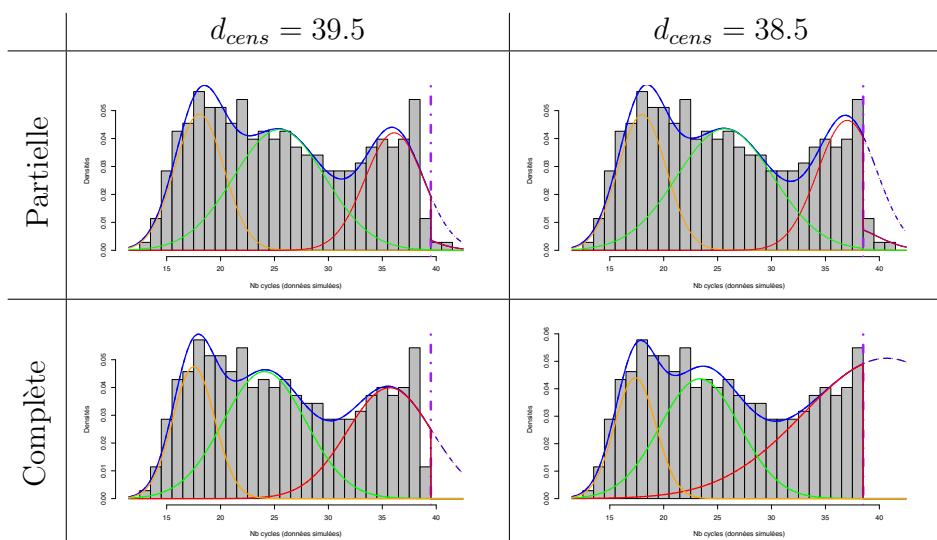 d_cens = 39.5
d_cens = 38.5
Partielle
Densités
0.00 0.01 0.02 0.03 0.04 0.05
15 20 25 30 35 40
Nb cycles (données simulées)
Densités
0.00 0.01 0.02 0.03 0.04 0.05
15 20 25 30 35 40
Nb cycles (données simulées)
Complète
Densités
0.00 0.01 0.02 0.03 0.04 0.05
15 20 25 30 35 40
Nb cycles (données simulées)
Densités
0.00 0.01 0.02 0.03 0.04 0.05 0.06
15 20 25 30 35 40
Nb cycles (données simulées)